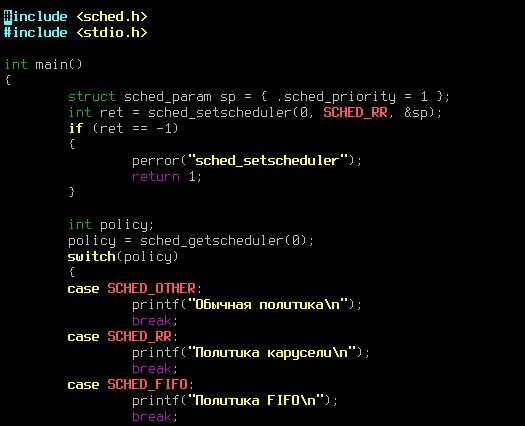 #include <sched.h>
#include <stdio.h>

int main()
{
        struct sched_param sp = { .sched_priority = 1 };
        int ret = sched_setscheduler(0, SCHED_RR, &sp);
        if (ret == -1)
        {
                perror("sched_setscheduler");
                return 1;
        }

        int policy;
        policy = sched_getscheduler(0);
        switch(policy)
        {
        case SCHED_OTHER:
                printf("Обычная политика\n");
                break;
        case SCHED_RR:
                printf("Политика карусели\n");
                break;
        case SCHED_FIFO:
                printf("Политика FIFO\n");
                break;